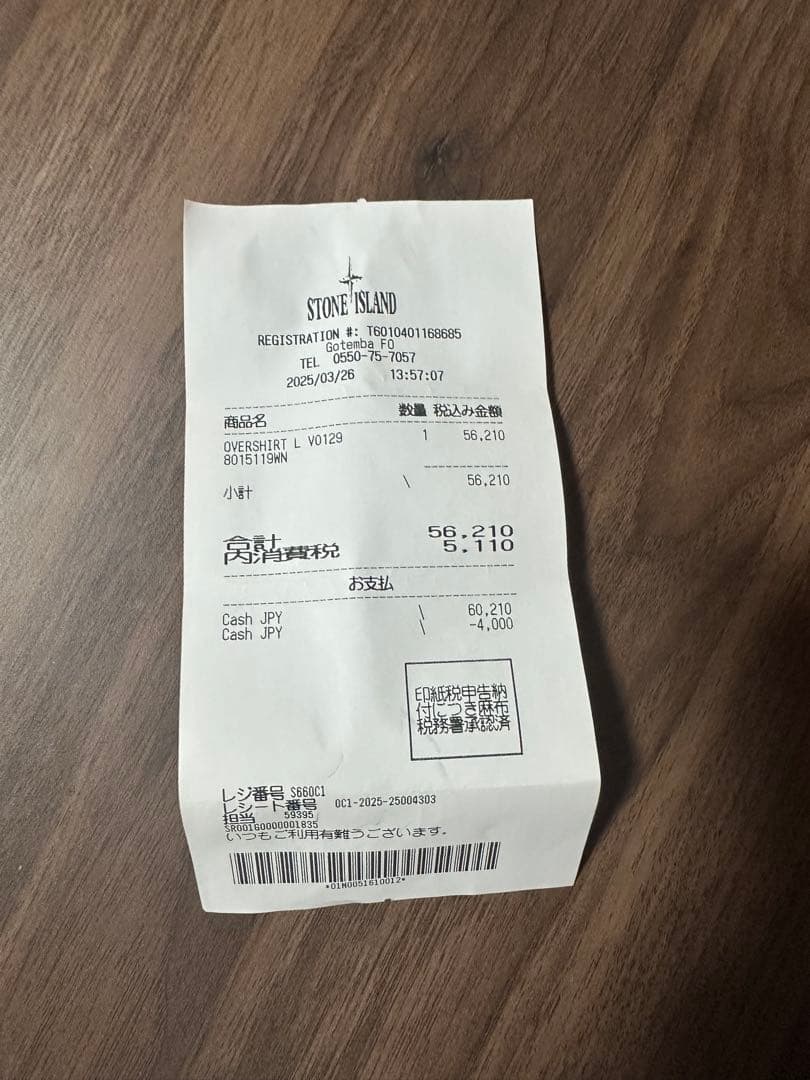 STONE ISLAND
REGISTRATION #: T6010401168685
Gotemba FO
TEL 0550-75-7057
2025/03/26 13:57:07
商品名 数量 税込み金額
OVERSHIRT L V0129 1 56,210
8015119WN
小計 \ 56,210
合計 56,210
内消費税 5,110
お支払
Cash JPY \ 60,210
Cash JPY \ -4,000
印紙税申告納
付につき麻布
税務署承認済
レジ番号 S660C1
レシート番号 0C1-2025-25004303
担当 59395
SR00160000001835
いつもご利用有難うございます。
*01N0051610012*